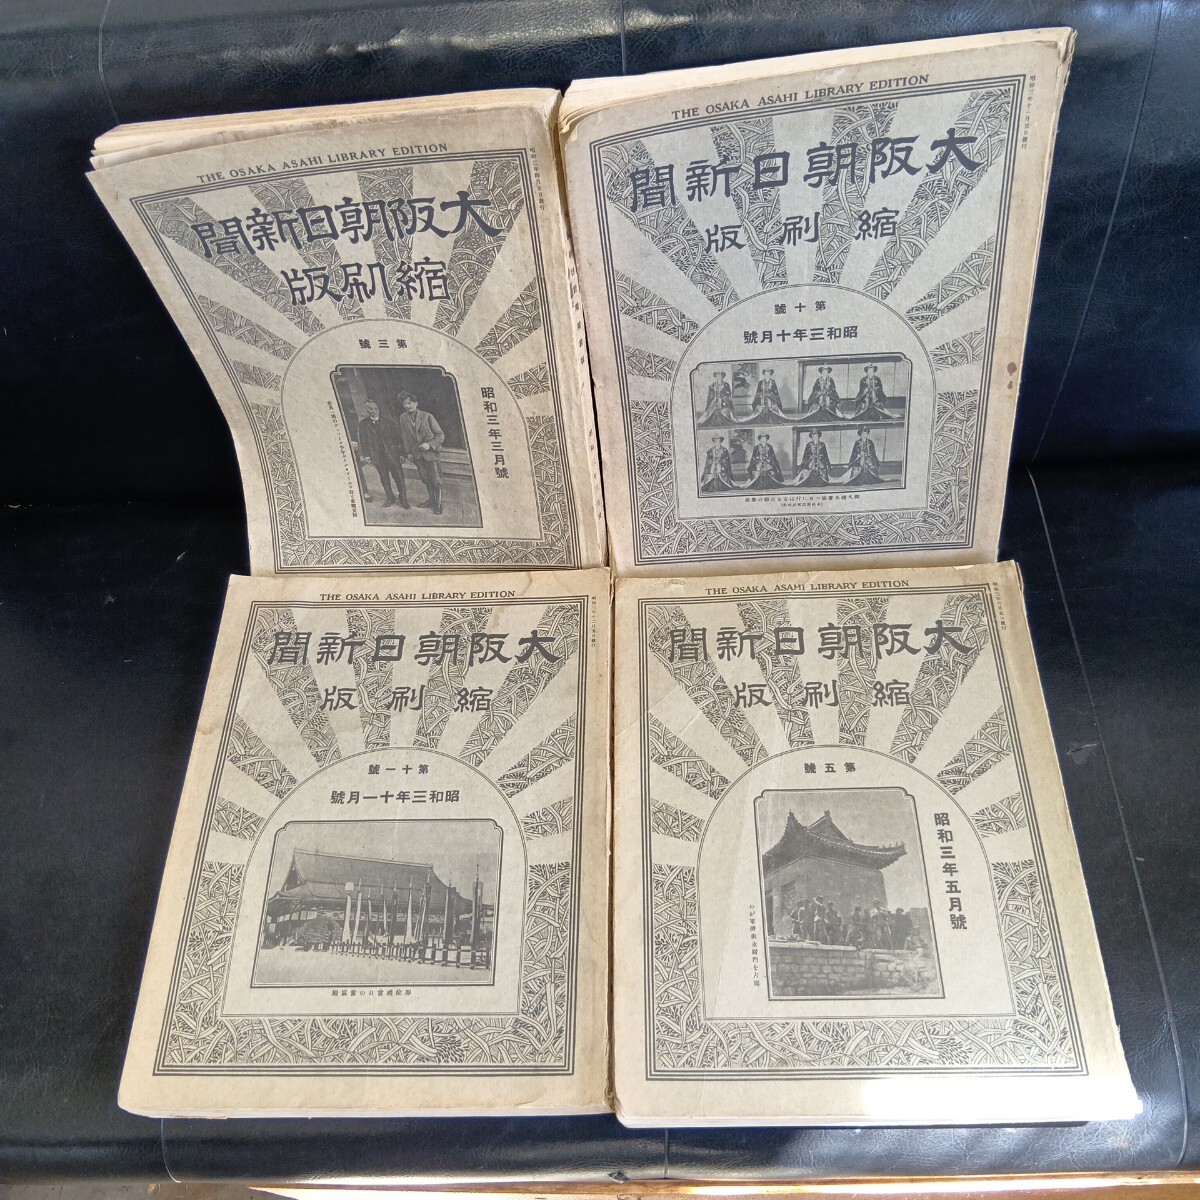 THE OSAKA ASAHI LIBRARY EDITION
大阪朝日新聞
縮刷版
第三號
昭和三年三月號
THE OSAKA ASAHI LIBRARY EDITION
大阪朝日新聞
縮刷版
第十號
昭和三年十月號
THE OSAKA ASAHI LIBRARY EDITION
大阪朝日新聞
縮刷版
第十一號
昭和三年十一月號
THE OSAKA ASAHI LIBRARY EDITION
大阪朝日新聞
縮刷版
第五號
昭和三年五月號